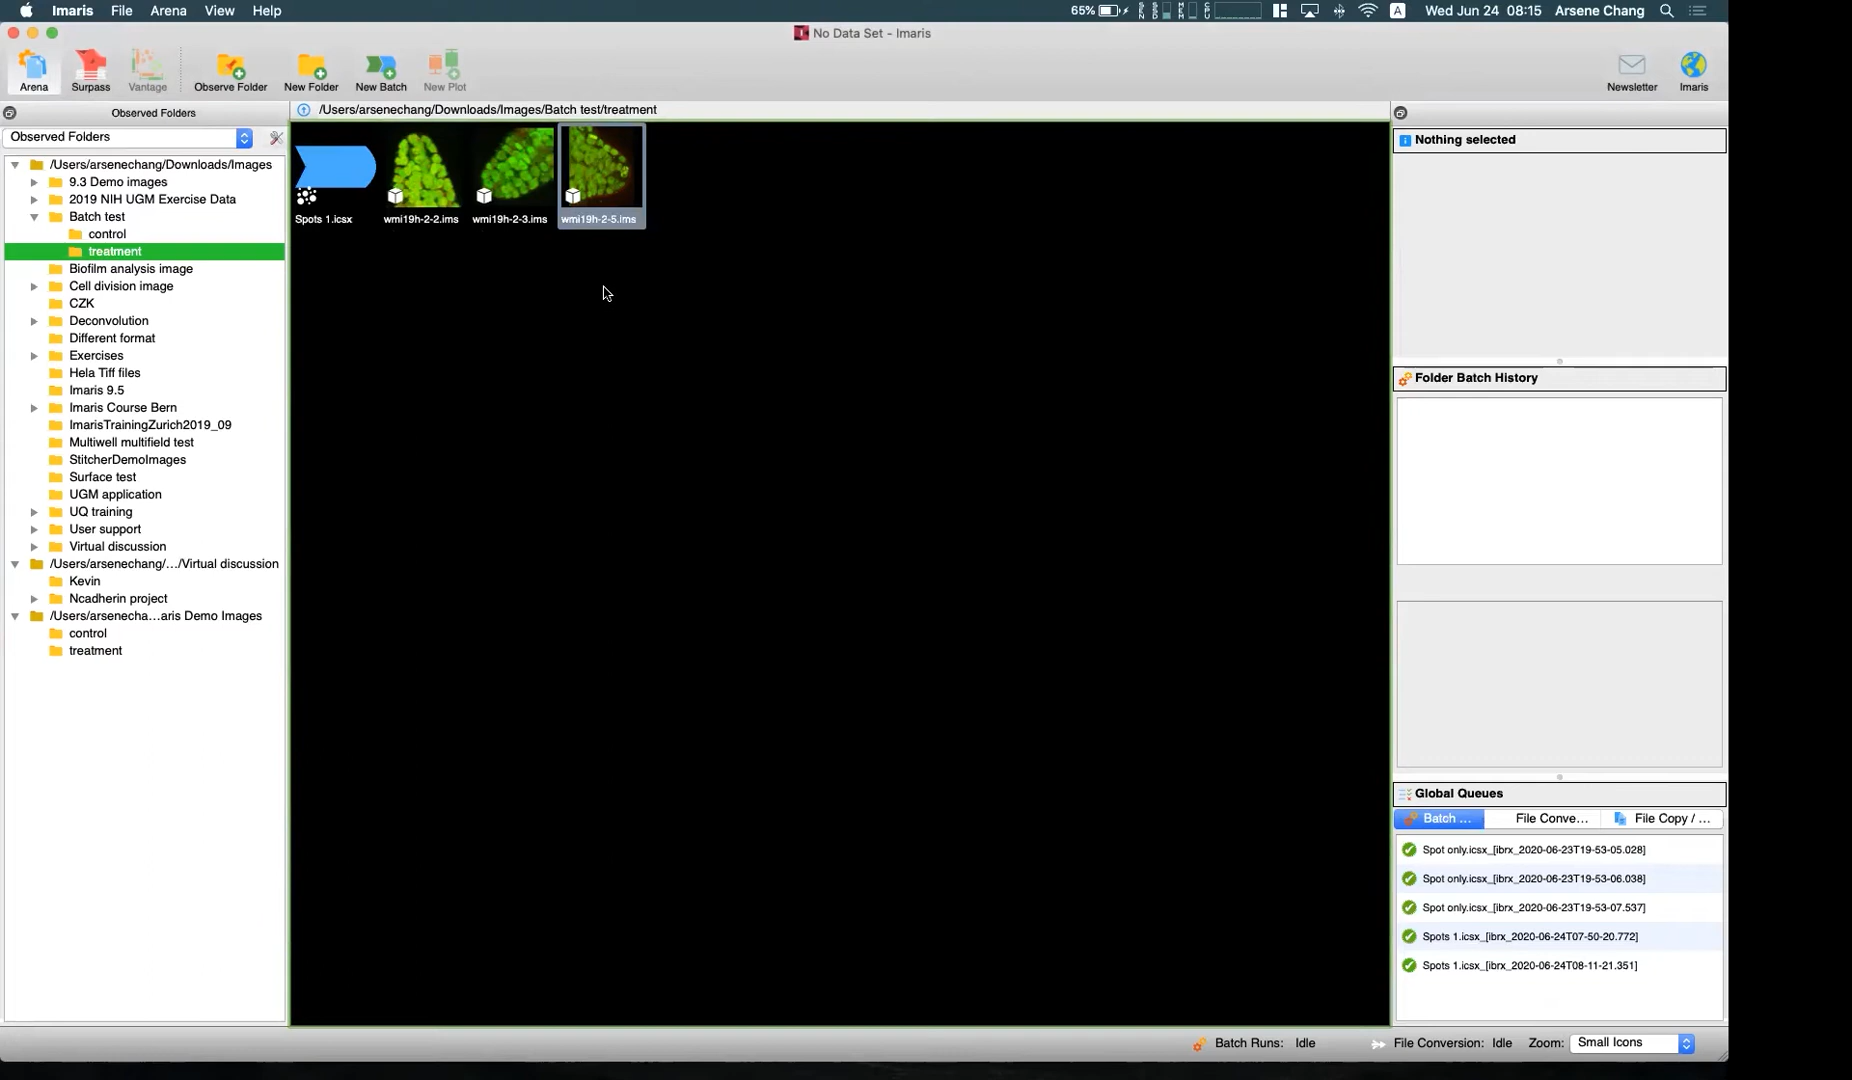 Imaris File Arena View Help 65% A Wed Jun 24 08:15 Arsene Chang
No Data Set - Imaris
Arena Surpass Vantage Observe Folder New Folder New Batch New Plot Newsletter Imaris
Observed Folders
/Users/arsenechang/Downloads/Images/Batch test/treatment
Observed Folders
/Users/arsenechang/Downloads/Images
9.3 Demo images
2019 NIH UGM Exercise Data
Batch test
control
treatment
Biofilm analysis image
Cell division image
CZK
Deconvolution
Different format
Exercises
Hela Tiff files
Imaris 9.5
Imaris Course Bern
ImarisTrainingZurich2019_09
Multiwell multifield test
StitcherDemoImages
Surface test
UGM application
UQ training
User support
Virtual discussion
/Users/arsenechang/.../Virtual discussion
Kevin
Ncadherin project
/Users/arsenecha...aris Demo Images
control
treatment
Spots 1.icsx wmi19h-2-2.ims wmi19h-2-3.ims wmi19h-2-5.ims
Nothing selected
Folder Batch History
Global Queues
Batch ... File Conve... File Copy / ...
Spot only.icsx_[ibrx_2020-06-23T19-53-05.028]
Spot only.icsx_[ibrx_2020-06-23T19-53-06.038]
Spot only.icsx_[ibrx_2020-06-23T19-53-07.537]
Spots 1.icsx_[ibrx_2020-06-24T07-50-20.772]
Spots 1.icsx_[ibrx_2020-06-24T08-11-21.351]
Batch Runs: Idle File Conversion: Idle Zoom: Small Icons